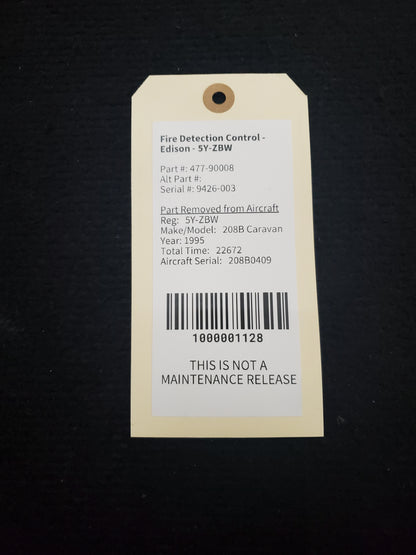 Fire Detection Control -
Edison - 5Y-ZBW
Part #: 477-90008
Alt Part #:
Serial #: 9426-003
Part Removed from Aircraft
Reg: 5Y-ZBW
Make/Model: 208B Caravan
Year: 1995
Total Time: 22672
Aircraft Serial: 208B0409
1000001128
THIS IS NOT A
MAINTENANCE RELEASE